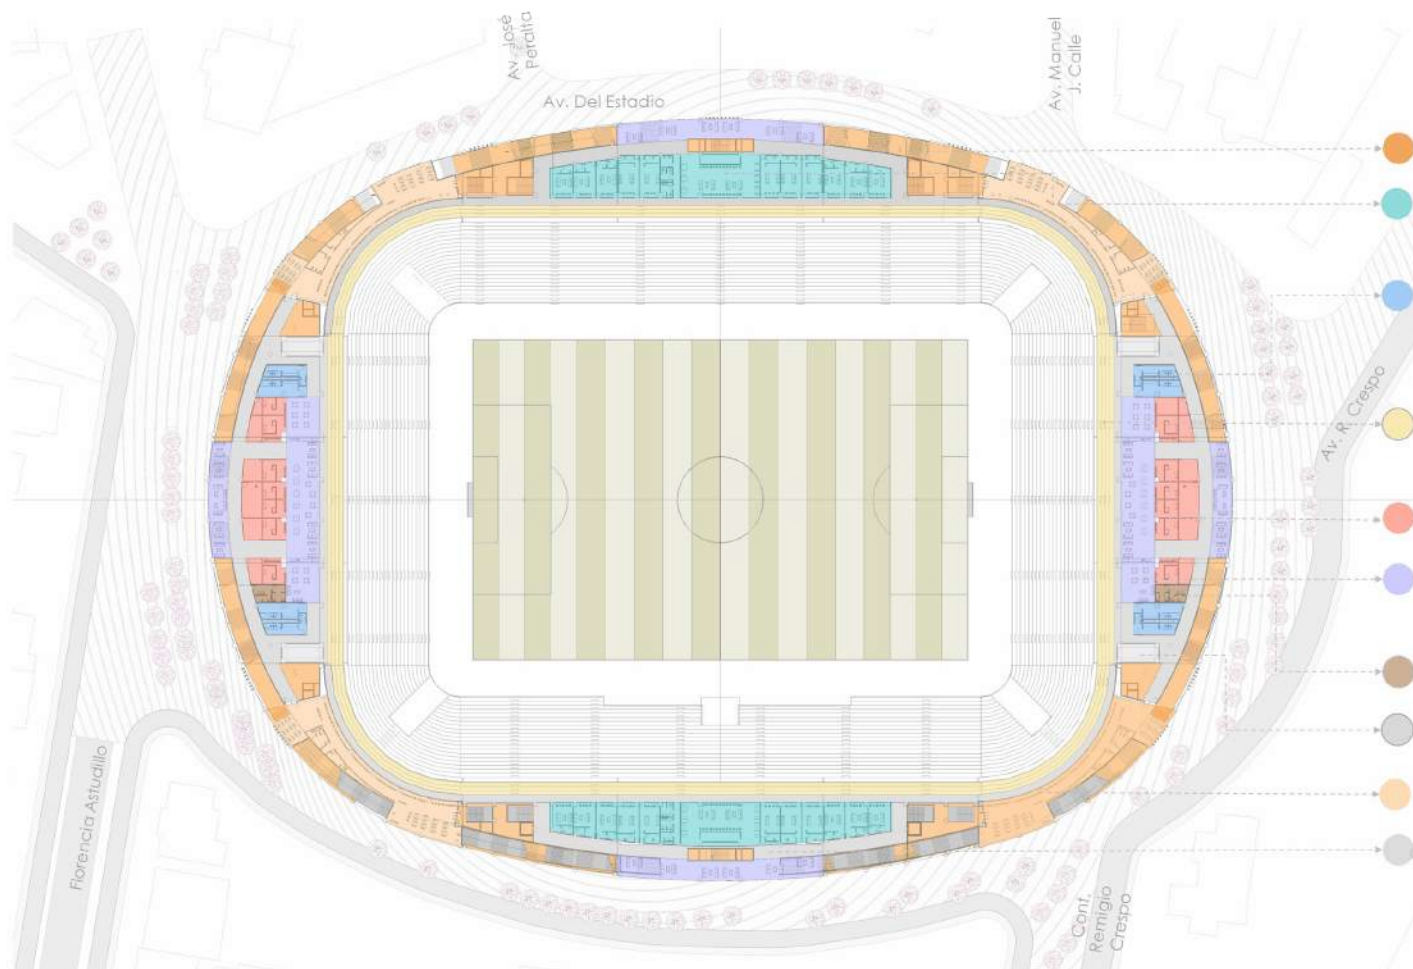 Av. José
Peralta
Av. Manuel
J. Calle
Av. Del Estadio
Av. R. Crespo
Florencia Astudillo
Cont.
Remigio
Crespo